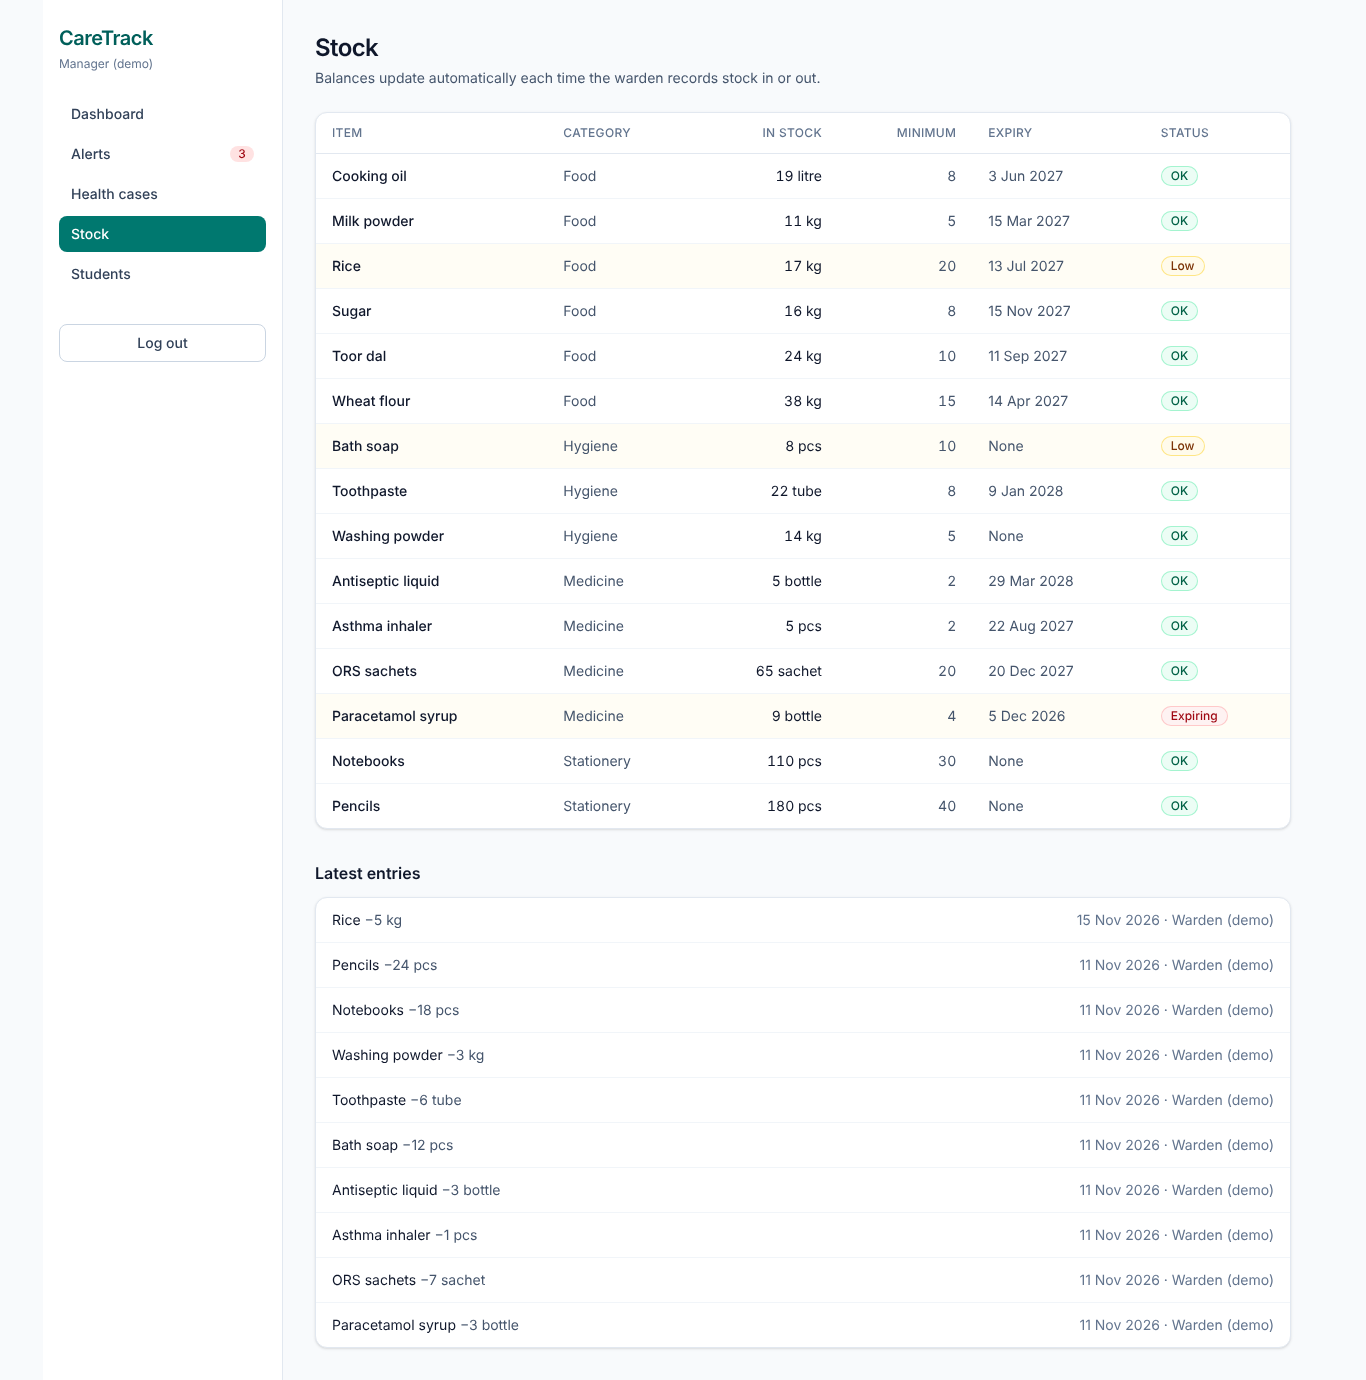 CareTrack
Manager (demo)
Dashboard
Alerts 3
Health cases
Stock
Students
Log out
Stock
Balances update automatically each time the warden records stock in or out.
ITEM CATEGORY IN STOCK MINIMUM EXPIRY STATUS
Cooking oil Food 19 litre 8 3 Jun 2027 OK
Milk powder Food 11 kg 5 15 Mar 2027 OK
Rice Food 17 kg 20 13 Jul 2027 Low
Sugar Food 16 kg 8 15 Nov 2027 OK
Toor dal Food 24 kg 10 11 Sep 2027 OK
Wheat flour Food 38 kg 15 14 Apr 2027 OK
Bath soap Hygiene 8 pcs 10 None Low
Toothpaste Hygiene 22 tube 8 9 Jan 2028 OK
Washing powder Hygiene 14 kg 5 None OK
Antiseptic liquid Medicine 5 bottle 2 29 Mar 2028 OK
Asthma inhaler Medicine 5 pcs 2 22 Aug 2027 OK
ORS sachets Medicine 65 sachet 20 20 Dec 2027 OK
Paracetamol syrup Medicine 9 bottle 4 5 Dec 2026 Expiring
Notebooks Stationery 110 pcs 30 None OK
Pencils Stationery 180 pcs 40 None OK
Latest entries
Rice −5 kg 15 Nov 2026 · Warden (demo)
Pencils −24 pcs 11 Nov 2026 · Warden (demo)
Notebooks −18 pcs 11 Nov 2026 · Warden (demo)
Washing powder −3 kg 11 Nov 2026 · Warden (demo)
Toothpaste −6 tube 11 Nov 2026 · Warden (demo)
Bath soap −12 pcs 11 Nov 2026 · Warden (demo)
Antiseptic liquid −3 bottle 11 Nov 2026 · Warden (demo)
Asthma inhaler −1 pcs 11 Nov 2026 · Warden (demo)
ORS sachets −7 sachet 11 Nov 2026 · Warden (demo)
Paracetamol syrup −3 bottle 11 Nov 2026 · Warden (demo)